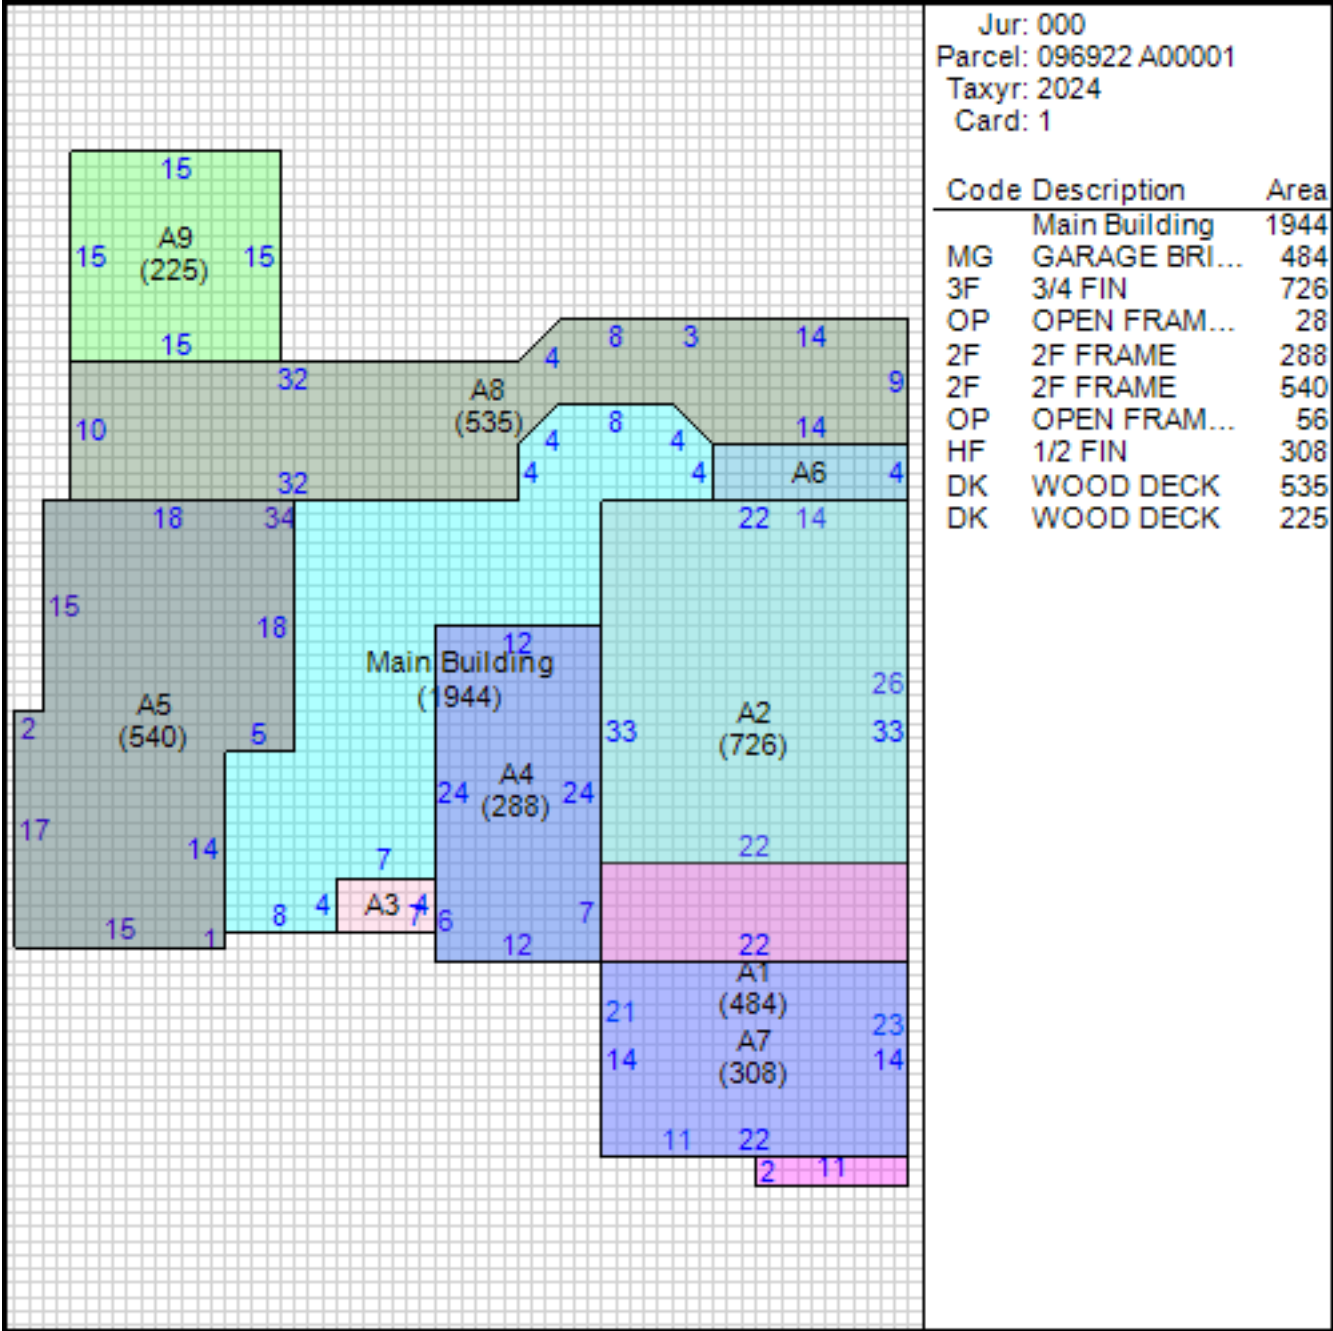 Jur: 000
Parcel: 096922 A00001
Taxyr: 2024
Card: 1
Code Description Area
Main Building 1944
MG GARAGE BRI... 484
3F 3/4 FIN 726
OP OPEN FRAM... 28
2F 2F FRAME 288
2F 2F FRAME 540
OP OPEN FRAM... 56
HF 1/2 FIN 308
DK WOOD DECK 535
DK WOOD DECK 225
15
A9
15 (225) 15
15
8 3 14
4
32 A8 9
(535)
10 4 8 4 14
32 4 4 A6 4
18 34 22 14
15
18
12
Main Building
(1944)
26
A5
(540)
2 5
A2
(726)
33 33
A4
(288)
24 24
17 14
7 22
8 4 A3 4
7 6 7
15 1 12 22
A1
(484)
21 23
A7
(308)
14 14
11 22
2 11